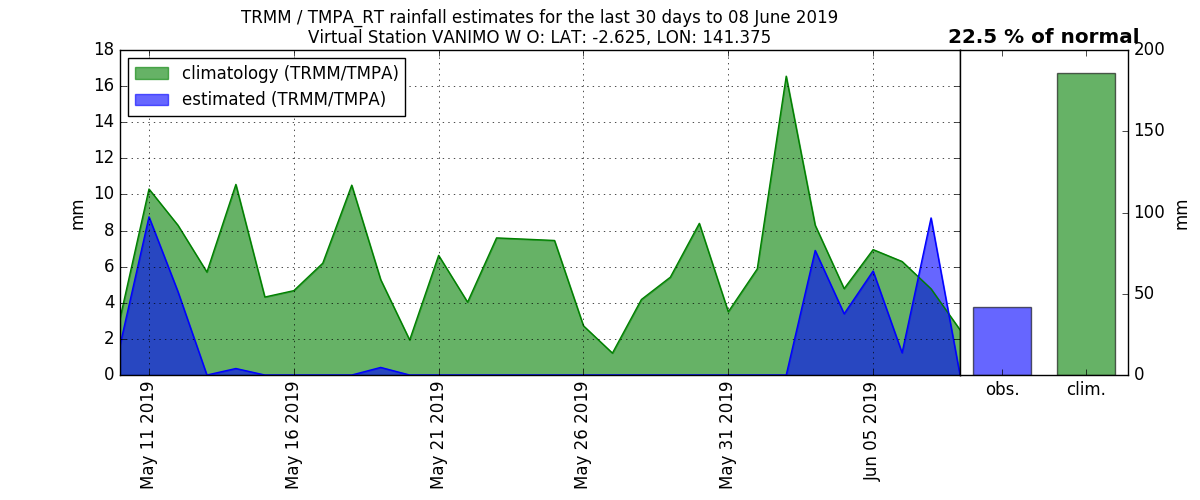 TRMM / TMPA_RT rainfall estimates for the last 30 days to 08 June 2019
Virtual Station VANIMO W O: LAT: -2.625, LON: 141.375
22.5 % of normal
climatology (TRMM/TMPA)
estimated (TRMM/TMPA)
mm
18
16
14
12
10
8
6
4
2
0
May 11 2019
May 16 2019
May 21 2019
May 26 2019
May 31 2019
Jun 05 2019
obs.
clim.
200
150
100
50
0
mm